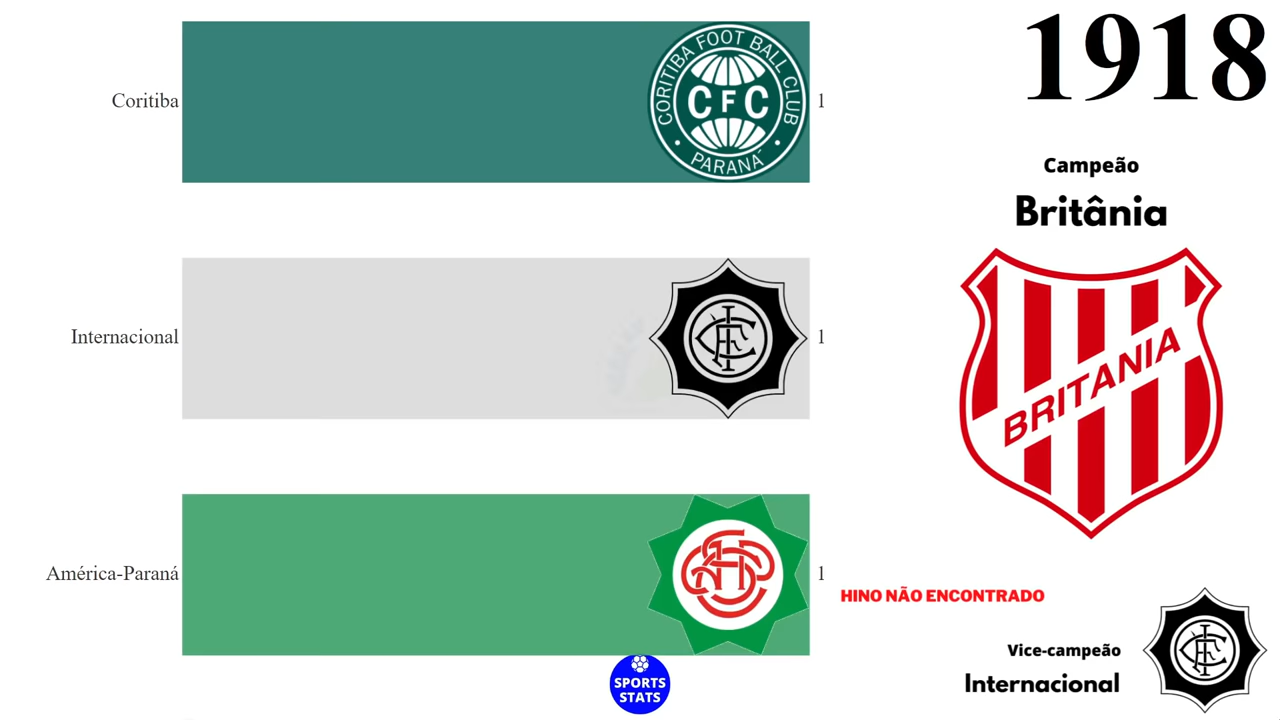 Coritiba
CORITIBA FOOT BALL CLUB
CFC
PARANÁ
1
Internacional
1
América-Paraná
1
1918
Campeão
Britânia
BRITANIA
HINO NÃO ENCONTRADO
Vice-campeão
Internacional
SPORTS
STATS